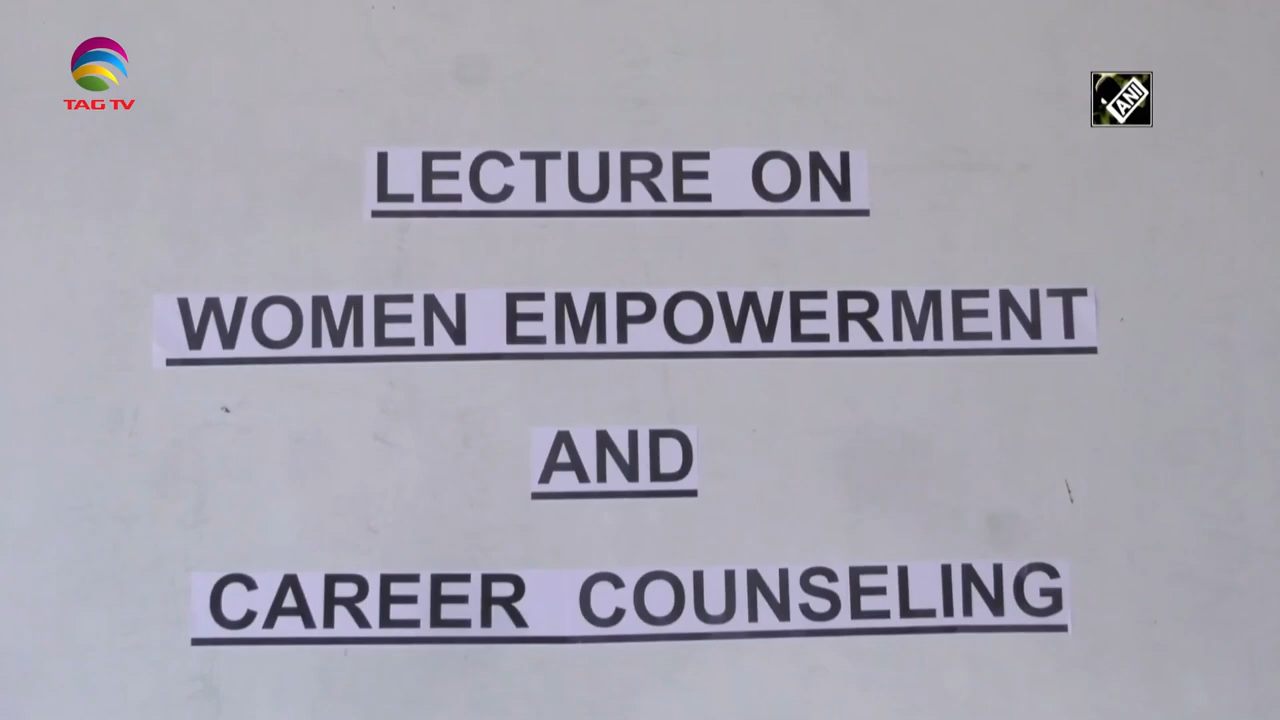 TAG TV
ANI
LECTURE ON
WOMEN EMPOWERMENT
AND
CAREER COUNSELING